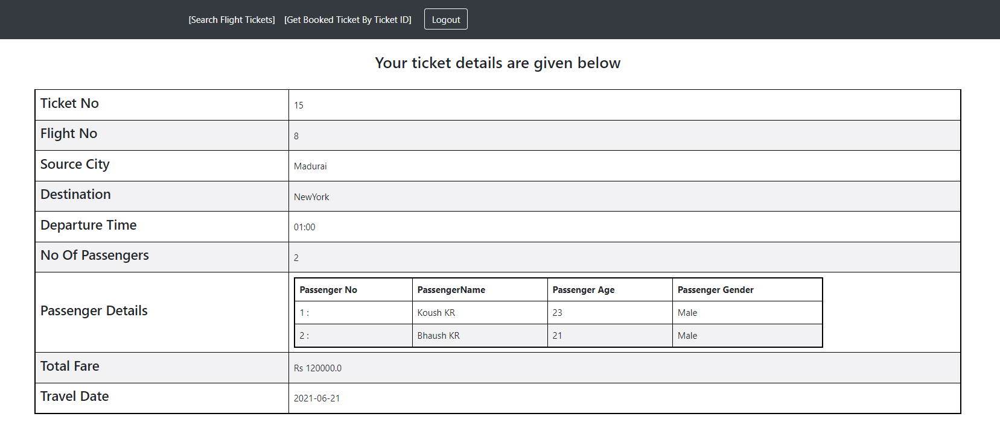 [Search Flight Tickets] [Get Booked Ticket By Ticket ID] Logout
Your ticket details are given below
Ticket No 15
Flight No 8
Source City Madurai
Destination NewYork
Departure Time 01:00
No Of Passengers 2
Passenger Details
Passenger No PassengerName Passenger Age Passenger Gender
1 : Koush KR 23 Male
2 : Bhaush KR 21 Male
Total Fare Rs 120000.0
Travel Date 2021-06-21